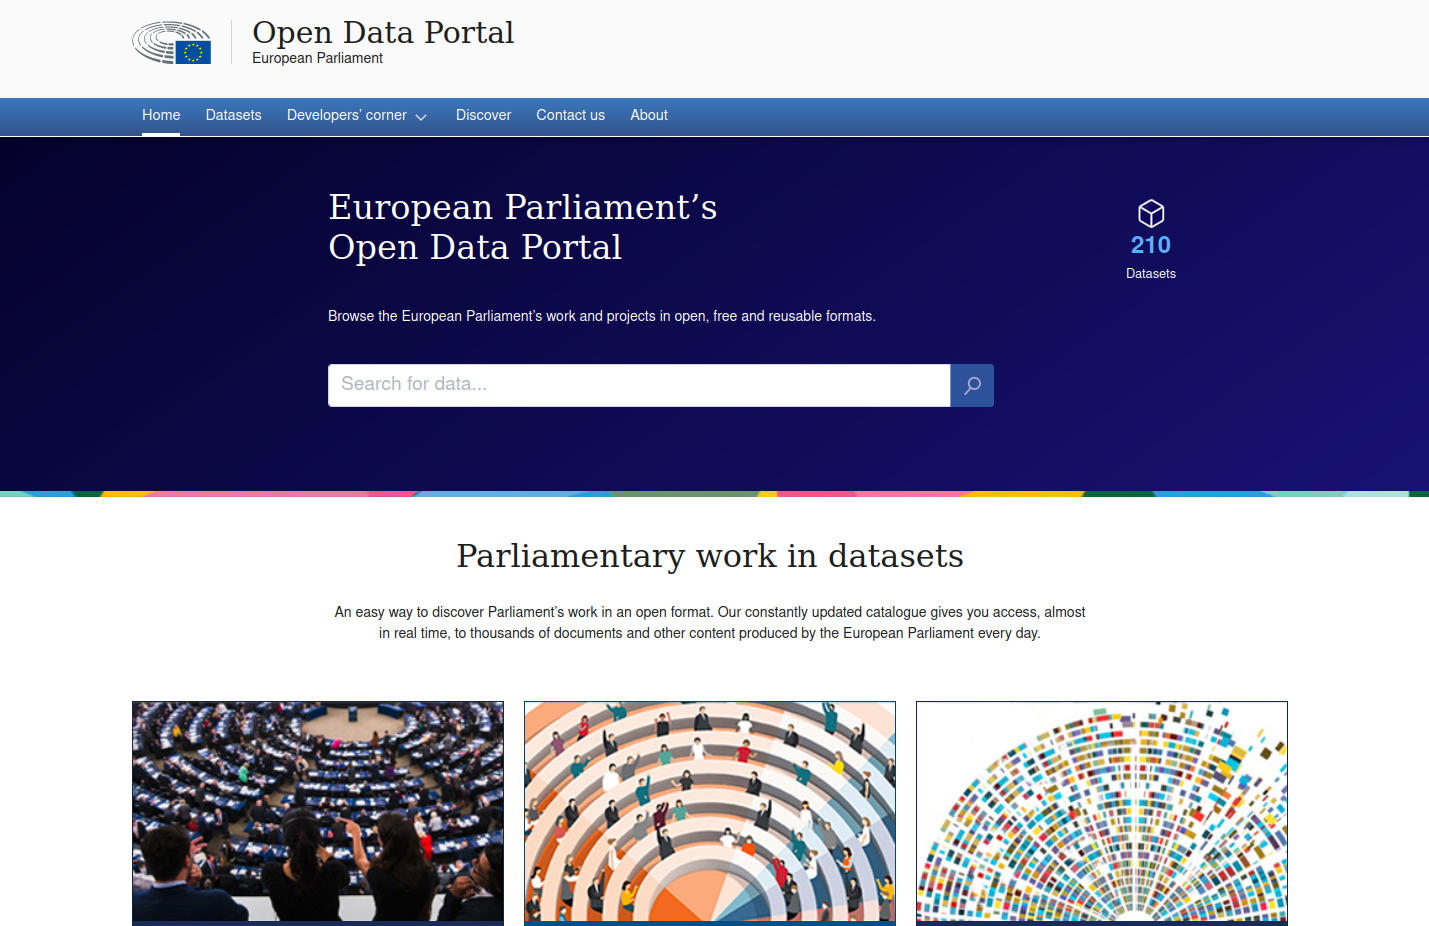 Open Data Portal
European Parliament
Home Datasets Developers’ corner Discover Contact us About
European Parliament’s
Open Data Portal
210
Datasets
Browse the European Parliament’s work and projects in open, free and reusable formats.
Search for data...
Parliamentary work in datasets
An easy way to discover Parliament’s work in an open format. Our constantly updated catalogue gives you access, almost
in real time, to thousands of documents and other content produced by the European Parliament every day.